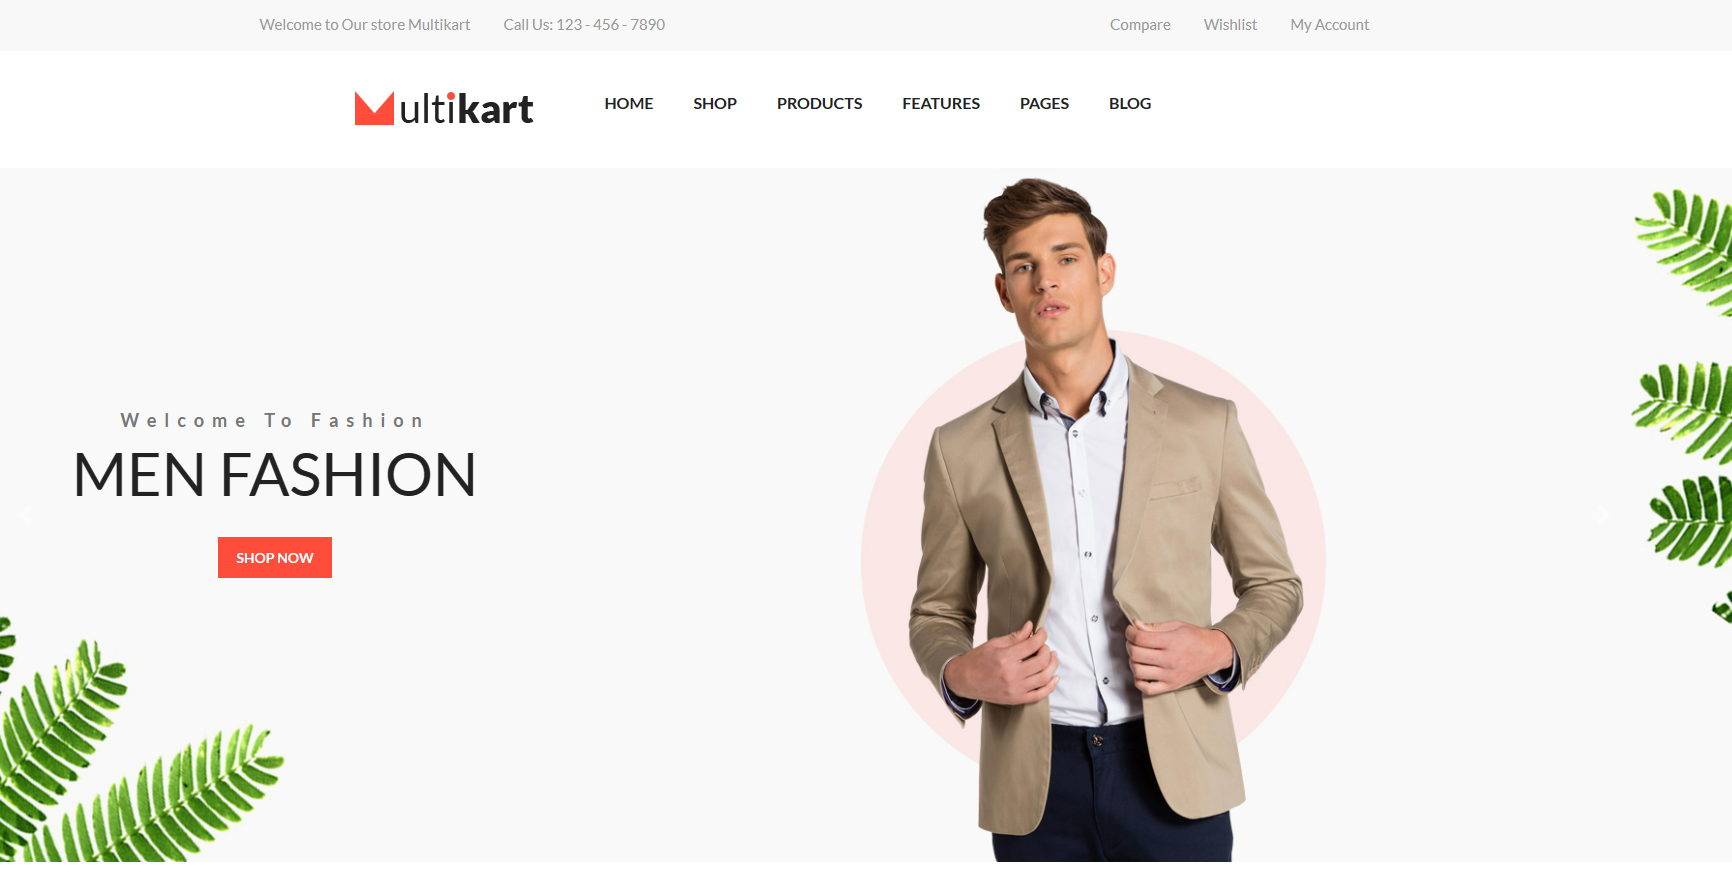 Welcome to Our store Multikart Call Us: 123 - 456 - 7890 Compare Wishlist My Account
Multikart HOME SHOP PRODUCTS FEATURES PAGES BLOG
Welcome To Fashion
MEN FASHION
SHOP NOW